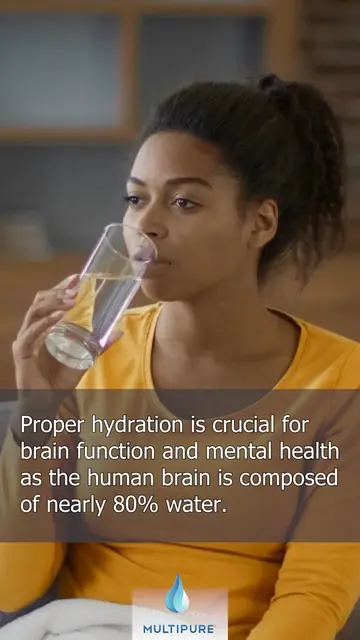 Proper hydration is crucial for
brain function and mental health
as the human brain is composed
of nearly 80% water.
MULTIPURE